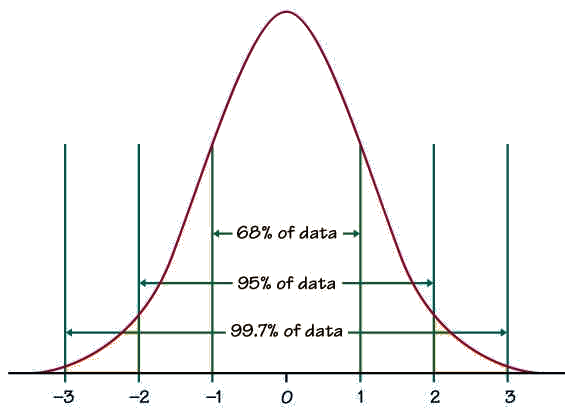 68% of data
95% of data
99.7% of data
-3 -2 -1 0 1 2 3